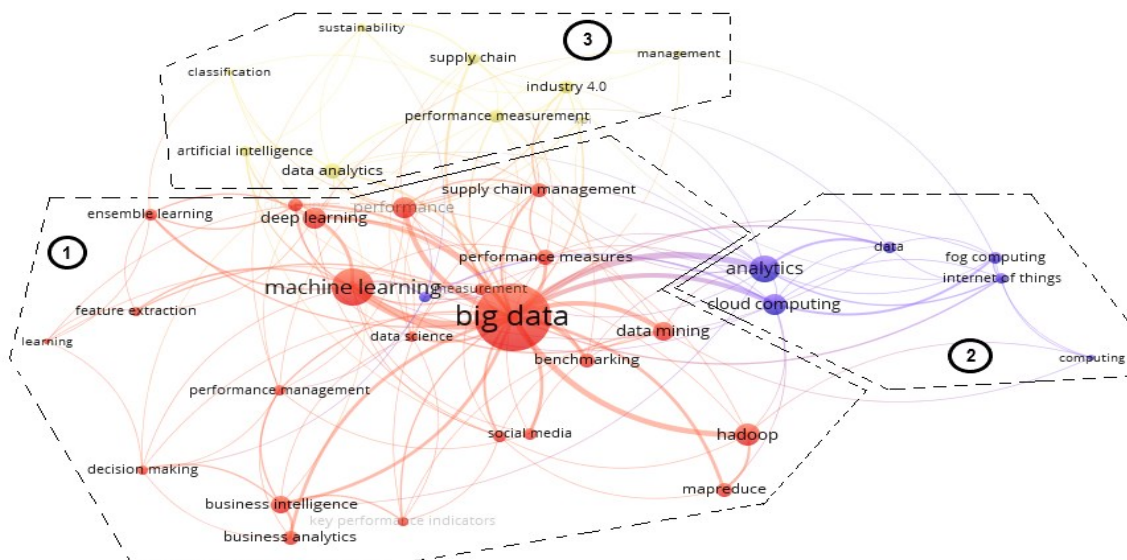 sustainability
3
supply chain
management
classification
industry 4.0
performance measurement
artificial intelligence
data analytics
supply chain management
ensemble learning
deep learning
performance
1
data
performance measures
fog computing
analytics
internet of things
machine learning
measurement
cloud computing
big data
feature extraction
data science
data mining
learning
benchmarking
2
computing
performance management
social media
hadoop
decision making
mapreduce
business intelligence
key performance indicators
business analytics